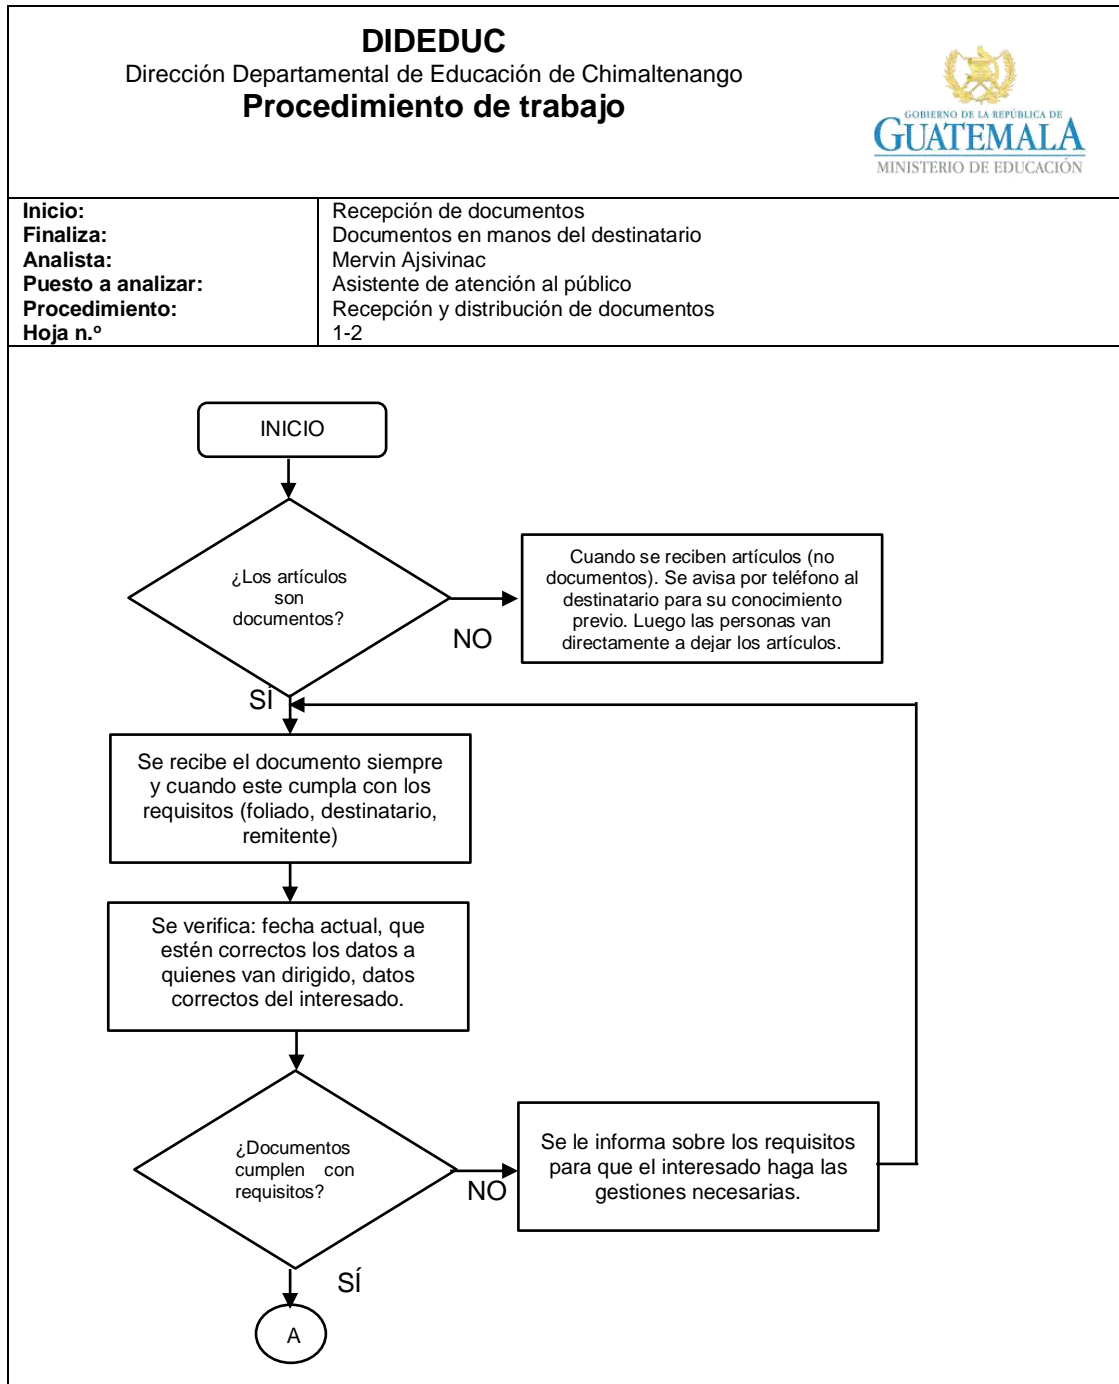 DIDEDUC
Dirección Departamental de Educación de Chimaltenango
Procedimiento de trabajo
GOBIERNO DE LA REPÚBLICA DE
GUATEMALA
MINISTERIO DE EDUCACIÓN
Inicio: Recepción de documentos
Finaliza: Documentos en manos del destinatario
Analista: Mervin Ajsivinac
Puesto a analizar: Asistente de atención al público
Procedimiento: Recepción y distribución de documentos
Hoja n.º 1-2
INICIO
¿Los artículos
son
documentos?
NO
Cuando se reciben artículos (no
documentos). Se avisa por teléfono al
destinatario para su conocimiento
previo. Luego las personas van
directamente a dejar los artículos.
SÍ
Se recibe el documento siempre
y cuando este cumpla con los
requisitos (foliado, destinatario,
remitente)
Se verifica: fecha actual, que
estén correctos los datos a
quienes van dirigido, datos
correctos del interesado.
¿Documentos
cumplen con
requisitos?
NO
Se le informa sobre los requisitos
para que el interesado haga las
gestiones necesarias.
SÍ
A